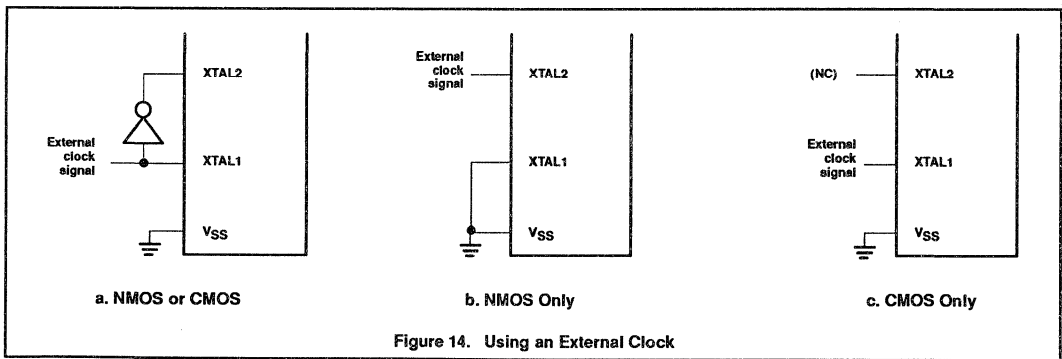 XTAL2
External
clock
signal
XTAL1
VSS
a. NMOS or CMOS
External
clock
signal
XTAL2
XTAL1
VSS
b. NMOS Only
(NC)
XTAL2
External
clock
signal
XTAL1
VSS
c. CMOS Only
Figure 14. Using an External Clock